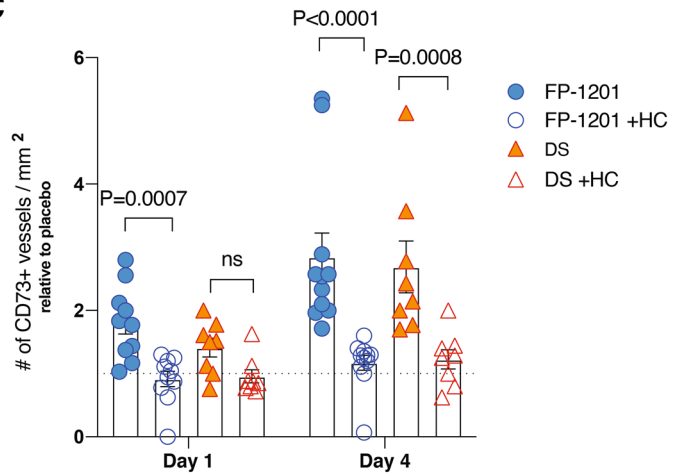 P<0.0001
P=0.0008
P=0.0007
ns
6
4
2
0
# of CD73+ vessels / mm 2
relative to placebo
Day 1
Day 4
FP-1201
FP-1201 +HC
DS
DS +HC